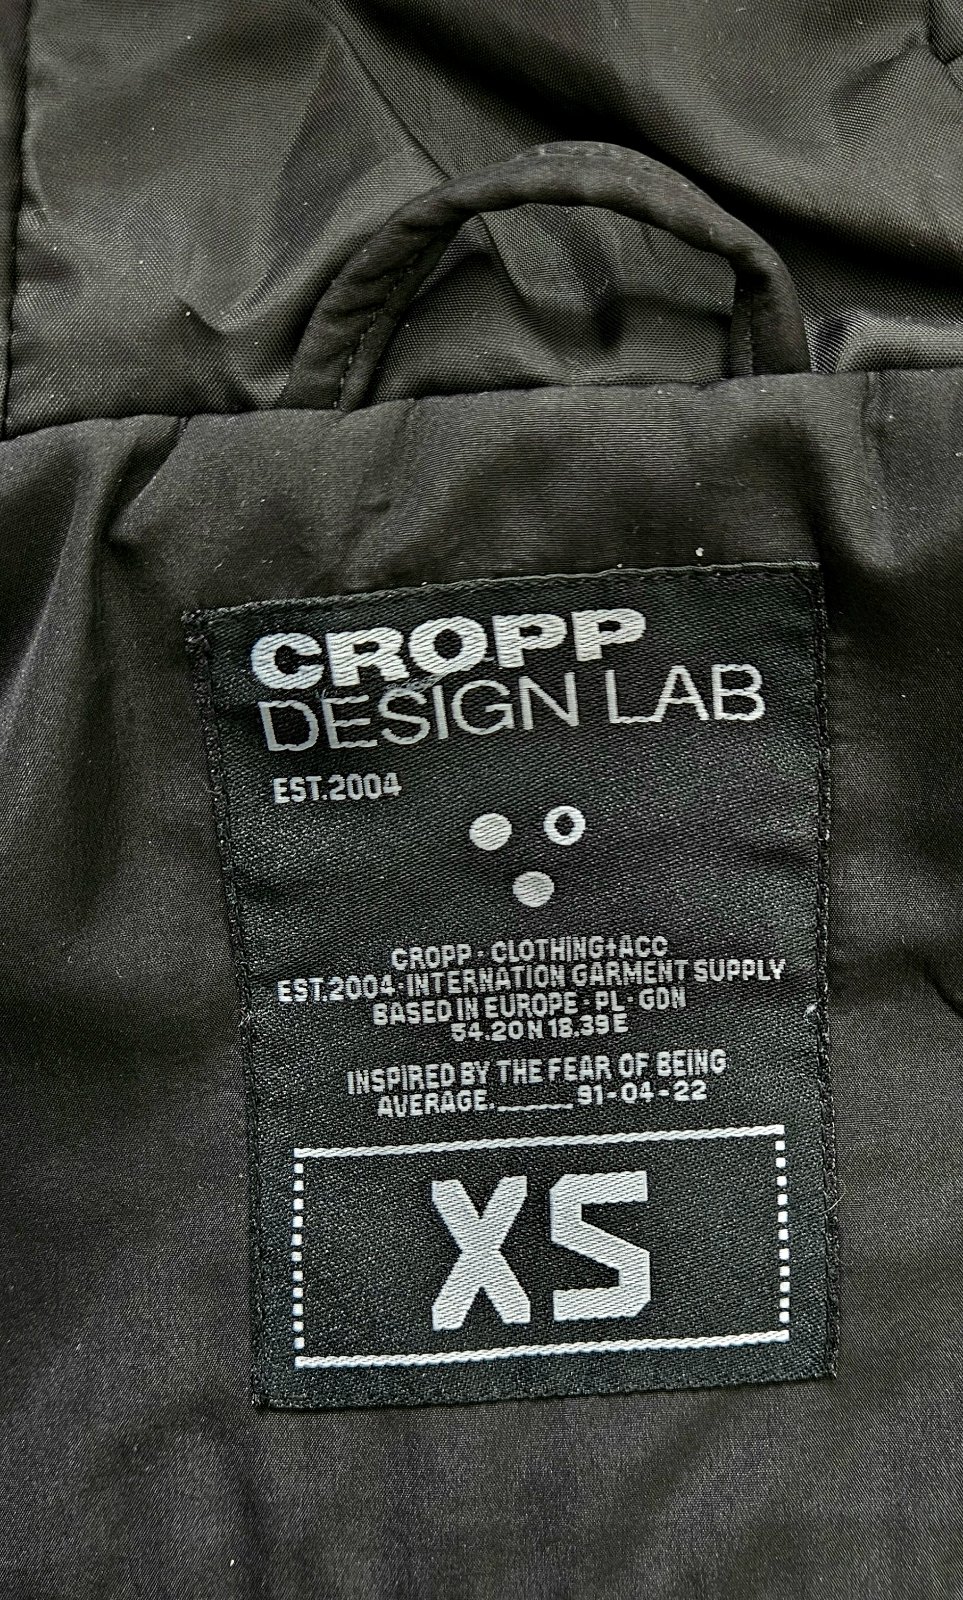 CROPP
DESIGN LAB
EST.2004
CROPP - CLOTHING+ACC
EST.2004-INTERNATION GARMENT SUPPLY
BASED IN EUROPE - PL - GDN
54.20N 18.39E
INSPIRED BY THE FEAR OF BEING
AVERAGE.______91-04-22
XS